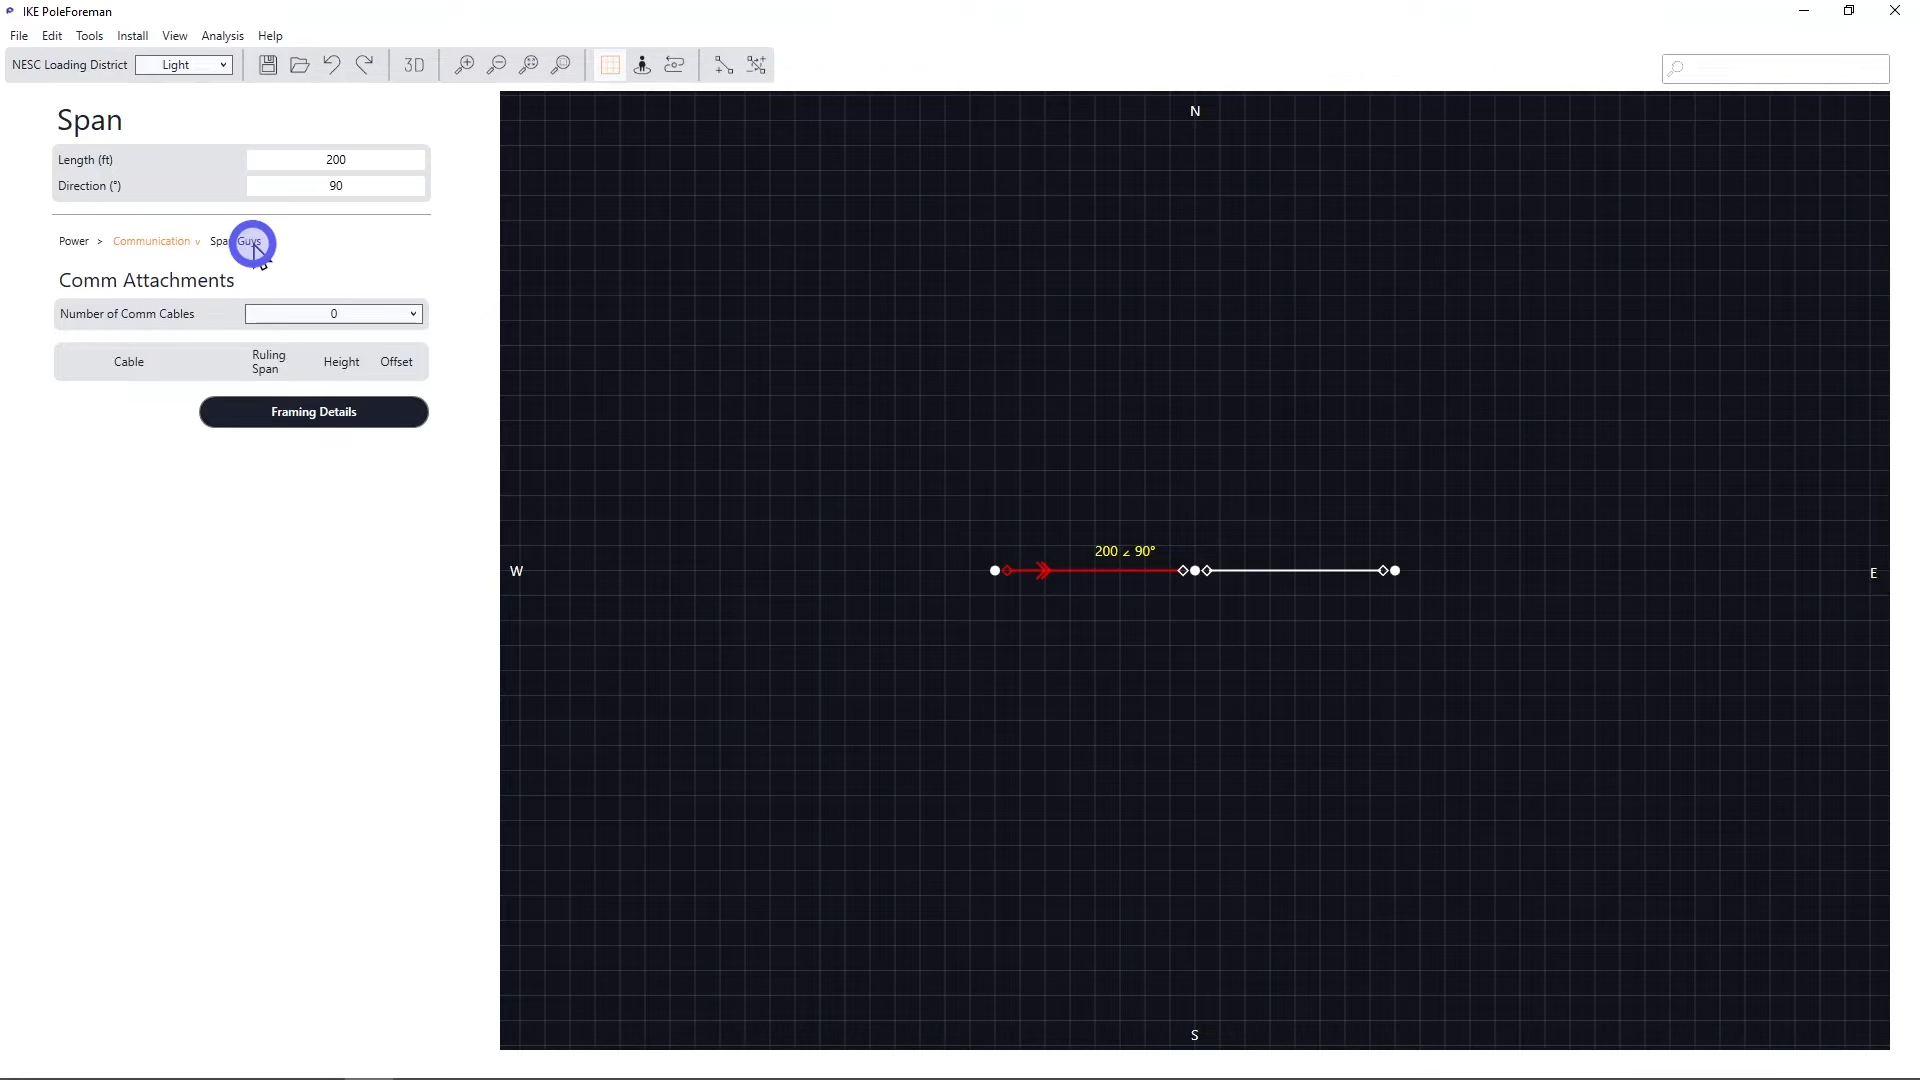 IKE PoleForeman
File Edit Tools Install View Analysis Help
NESC Loading District Light 3D
Span
Length (ft) 200
Direction (°) 90
Power > Communication v Span Guys
Comm Attachments
Number of Comm Cables 0
Cable Ruling Span Height Offset
Framing Details
N
200 ∠ 90°
W
E
S